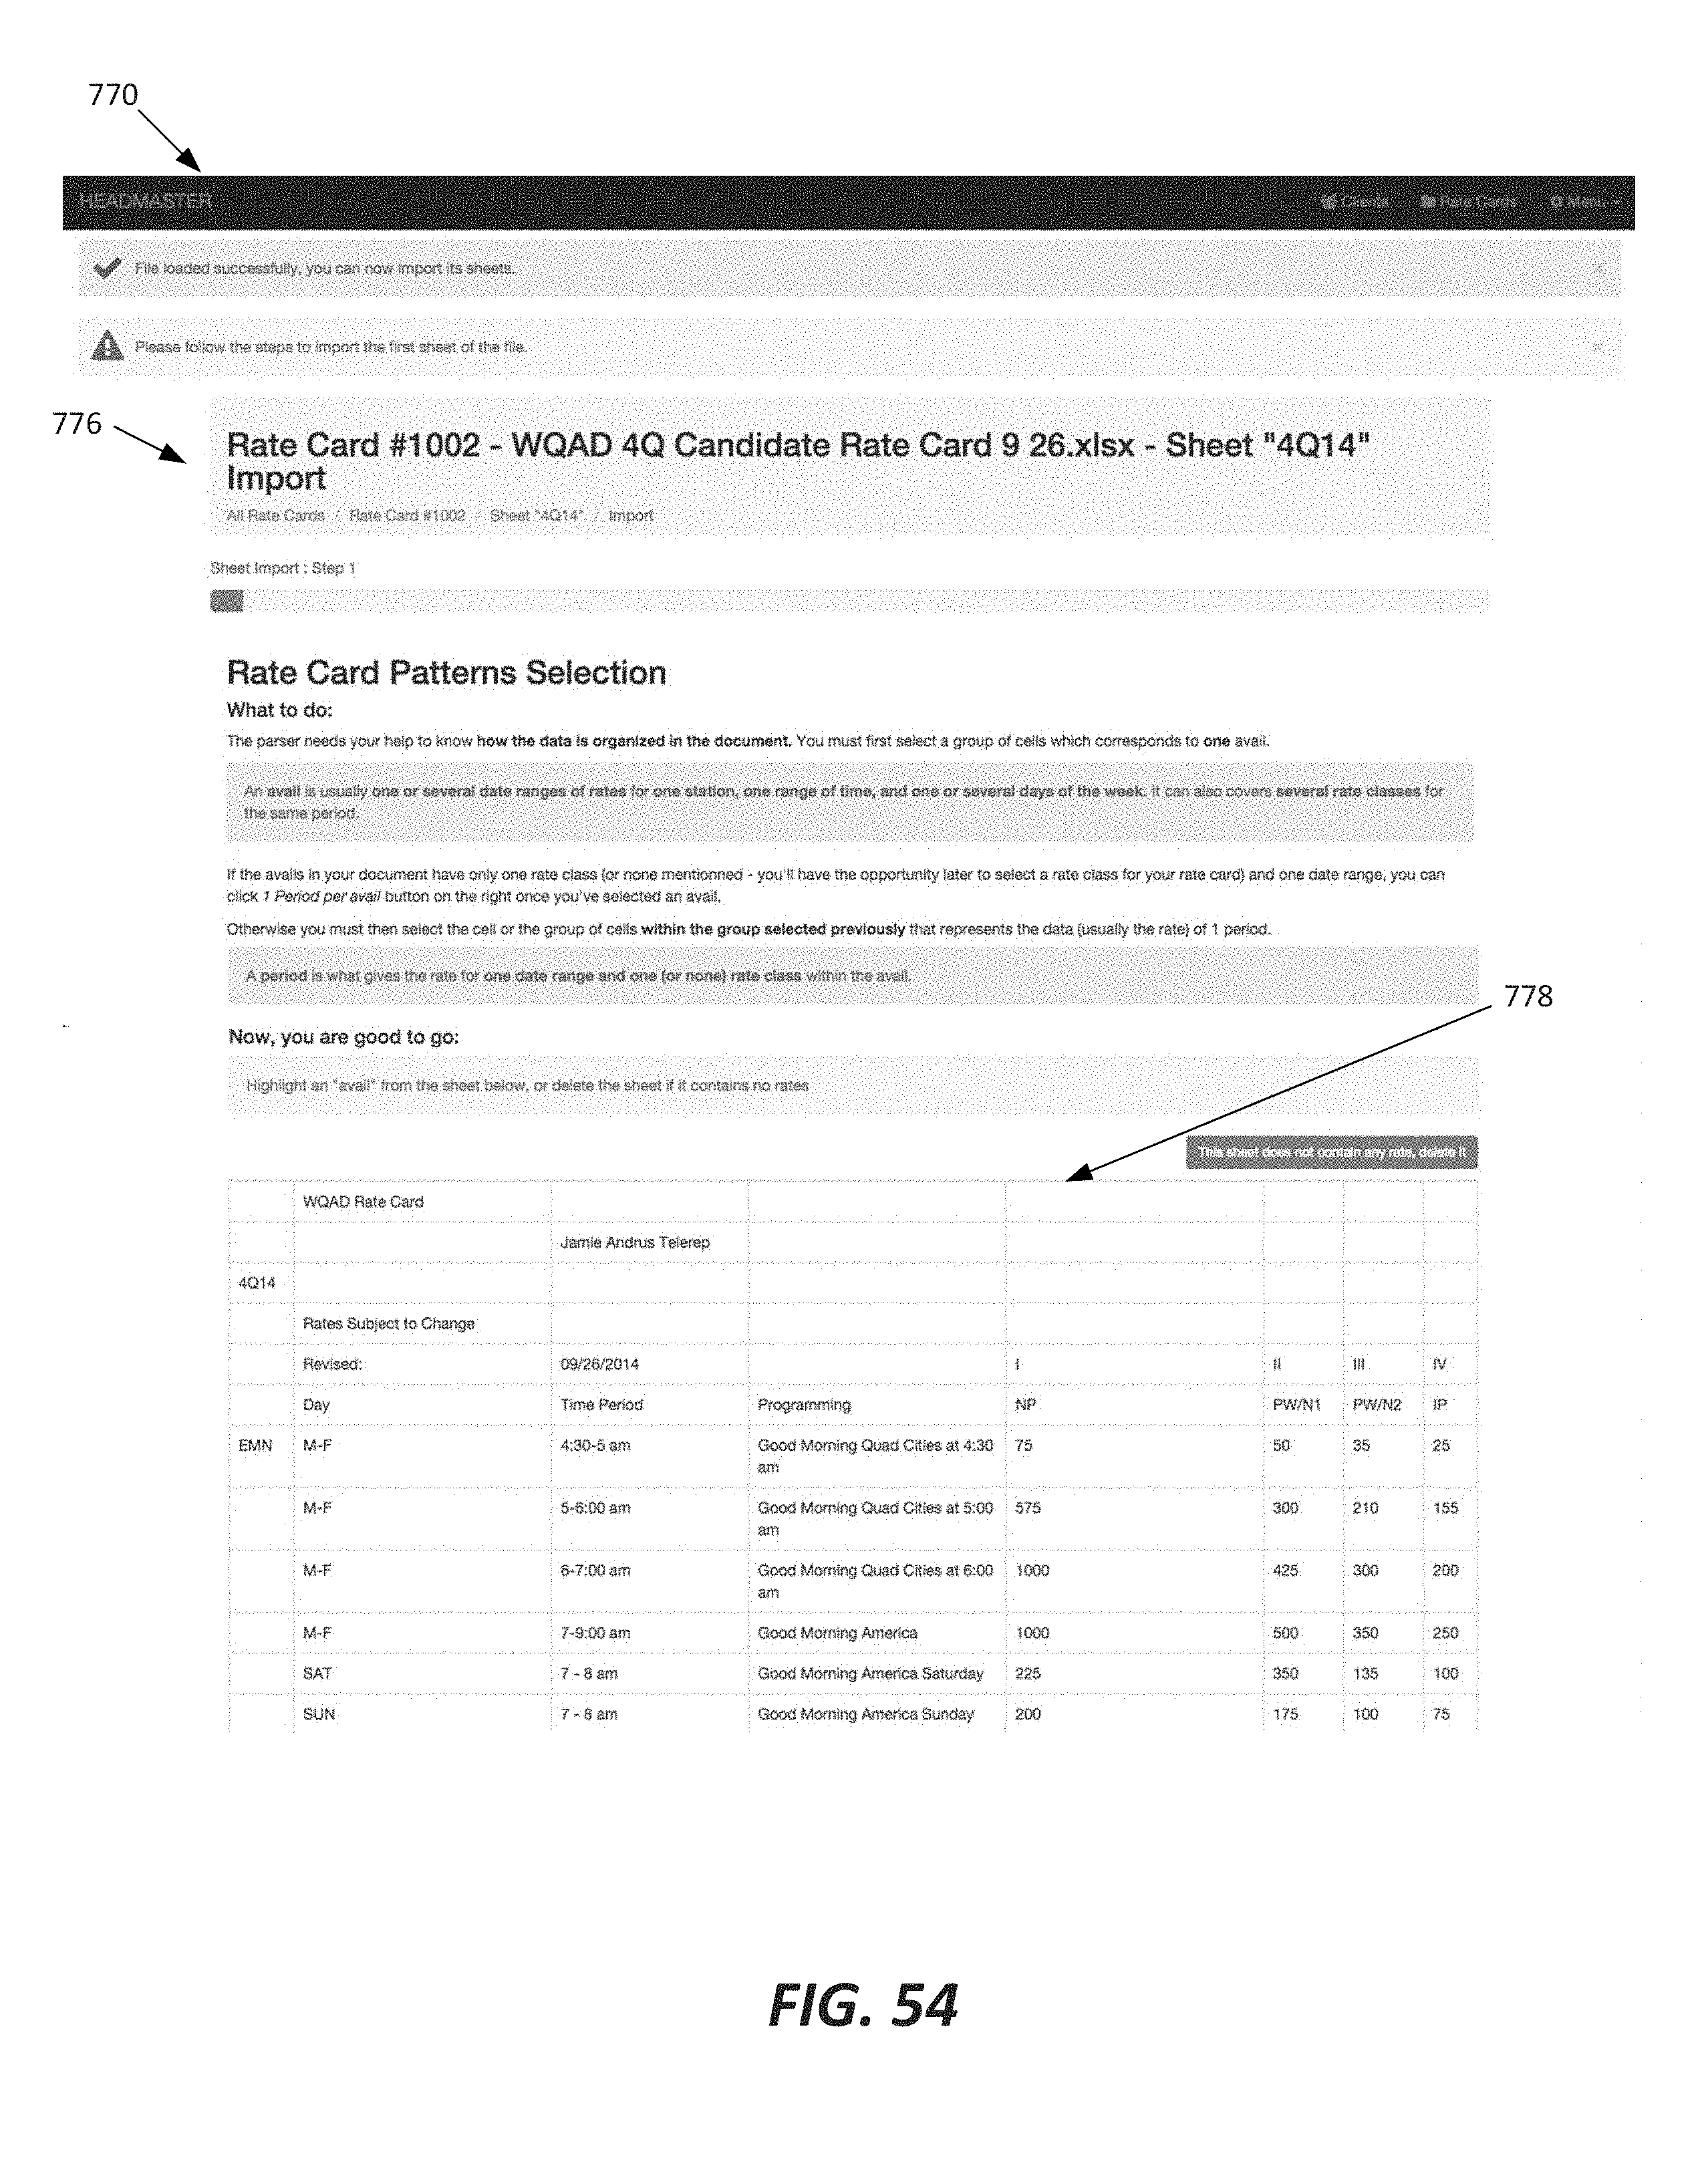 770
HEADMASTER Clients Rate Cards Menu
File loaded successfully, you can now import its sheets.
Please follow the steps to import the first sheet of the file.
776
Rate Card #1002 - WQAD 4Q Candidate Rate Card 9 26.xlsx - Sheet "4Q14"
Import
All Rate Cards / Rate Card #1002 / Sheet "4Q14" / Import
Sheet Import : Step 1
Rate Card Patterns Selection
What to do:
The parser needs your help to know how the data is organized in the document. You must first select a group of cells which corresponds to one avail.
An avail is usually one or several date ranges of rates for one station, one range of time, and one or several days of the week. It can also covers several rate classes for
the same period.
If the avails in your document have only one rate class (or none mentionned - you'll have the opportunity later to select a rate class for your rate card) and one date range, you can
click 1 Period per avail button on the right once you've selected an avail.
Otherwise you must then select the cell or the group of cells within the group selected previously that represents the data (usually the rate) of 1 period.
A period is what gives the rate for one date range and one (or none) rate class within the avail.
778
Now, you are good to go:
Highlight an "avail" from the sheet below, or delete the sheet if it contains no rates
This sheet does not contain any rate, delete it
WQAD Rate Card
Jamie Andrus Telerep
4Q14
Rates Subject to Change
Revised: 09/26/2014 I II III IV
Day Time Period Programming NP PW/N1 PW/N2 IP
EMN M-F 4:30-5 am Good Morning Quad Cities at 4:30 75 50 35 25
am
M-F 5-6:00 am Good Morning Quad Cities at 5:00 575 300 210 155
am
M-F 6-7:00 am Good Morning Quad Cities at 6:00 1000 425 300 200
am
M-F 7-9:00 am Good Morning America 1000 500 350 250
SAT 7 - 8 am Good Morning America Saturday 225 350 135 100
SUN 7 - 8 am Good Morning America Sunday 200 175 100 75
FIG. 54